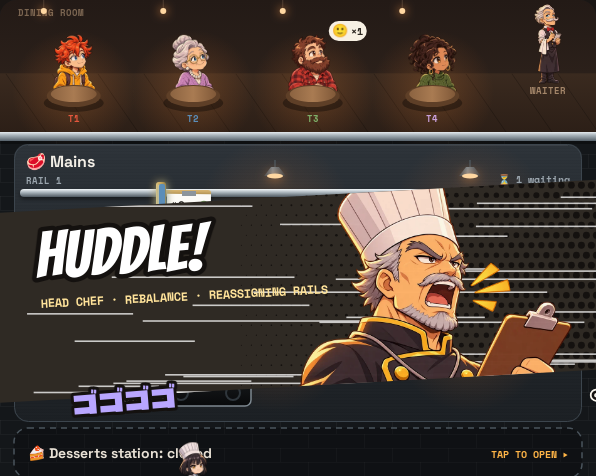 DINING ROOM
×1
T1
T2
T3
T4
WAITER
Mains
RAIL 1
1 waiting
HUDDLE!
HEAD CHEF · REBALANCE · REASSIGNING RAILS
ゴゴゴゴ
Desserts station:
TAP TO OPEN ▸